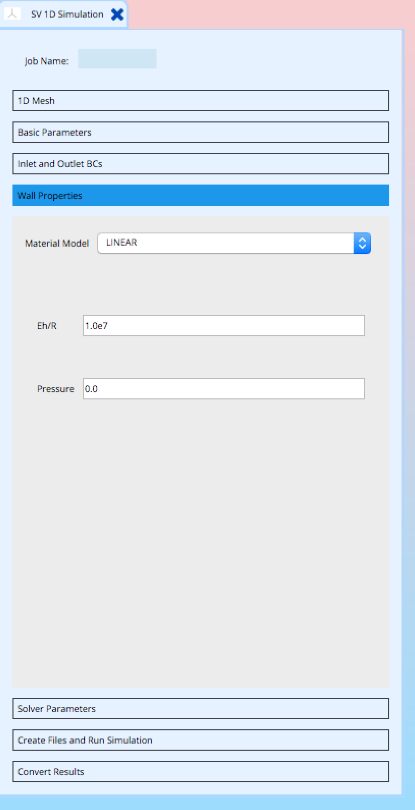 SV 1D Simulation
Job Name:
1D Mesh
Basic Parameters
Inlet and Outlet BCs
Wall Properties
Material Model LINEAR
Eh/R 1.0e7
Pressure 0.0
Solver Parameters
Create Files and Run Simulation
Convert Results